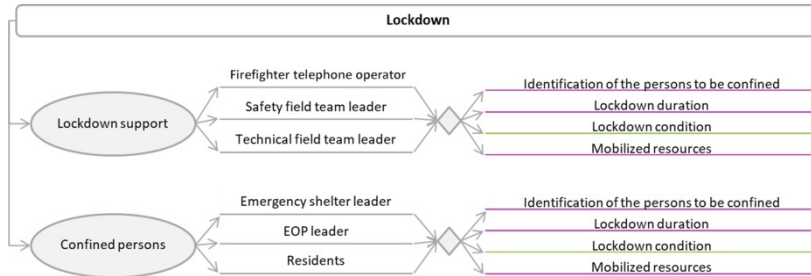 Lockdown
Lockdown support
Firefighter telephone operator
Safety field team leader
Technical field team leader
Identification of the persons to be confined
Lockdown duration
Lockdown condition
Mobilized resources
Confined persons
Emergency shelter leader
EOP leader
Residents
Identification of the persons to be confined
Lockdown duration
Lockdown condition
Mobilized resources